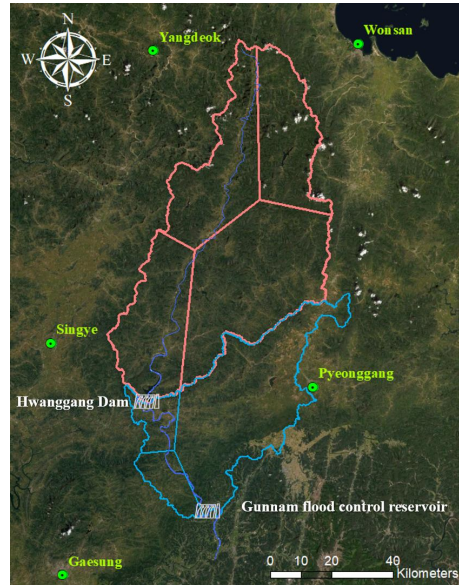 N
W E
S
Yangdeok
Wonsan
Singye
Pyeonggang
Hwanggang Dam
Gunnam flood control reservoir
Gaesung
0 10 20 40
Kilometers